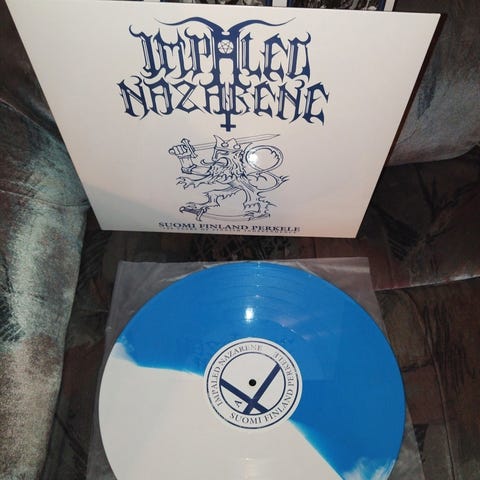 IMPALED
NAZARENE
SUOMI FINLAND PERKELE
IMPALED NAZARENE
SUOMI FINLAND PERKELE
A